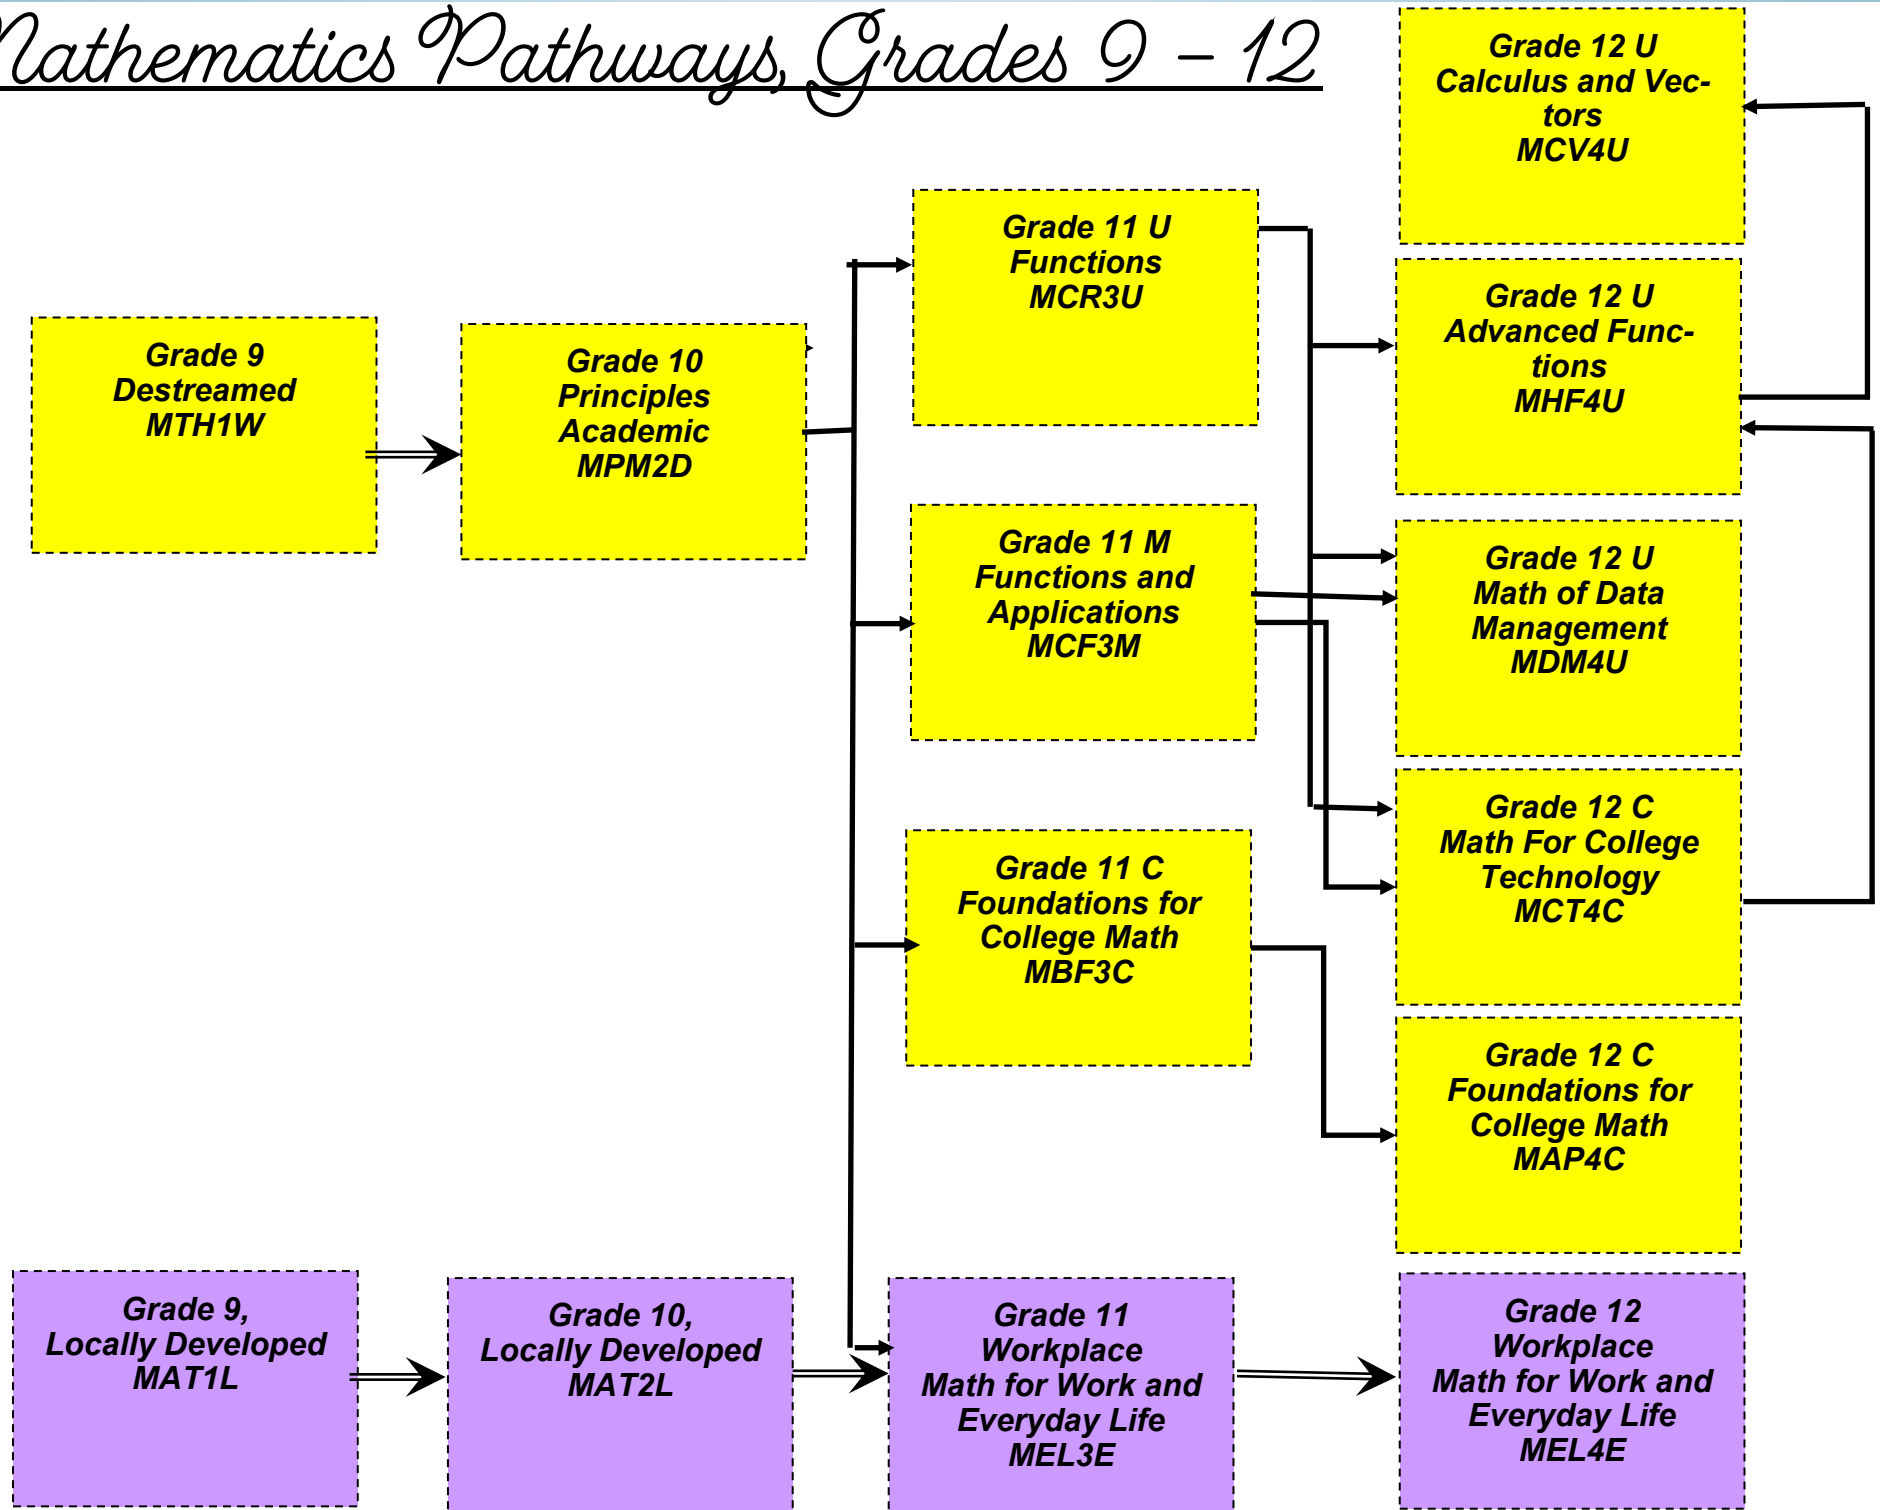 Mathematics Pathways, Grades 9 – 12
Grade 12 U
Calculus and Vec-
tors
MCV4U
Grade 11 U
Functions
MCR3U
Grade 12 U
Advanced Func-
tions
MHF4U
Grade 9
Destreamed
MTH1W
Grade 10
Principles
Academic
MPM2D
Grade 11 M
Functions and
Applications
MCF3M
Grade 12 U
Math of Data
Management
MDM4U
Grade 12 C
Math For College
Technology
MCT4C
Grade 11 C
Foundations for
College Math
MBF3C
Grade 12 C
Foundations for
College Math
MAP4C
Grade 9,
Locally Developed
MAT1L
Grade 10,
Locally Developed
MAT2L
Grade 11
Workplace
Math for Work and
Everyday Life
MEL3E
Grade 12
Workplace
Math for Work and
Everyday Life
MEL4E